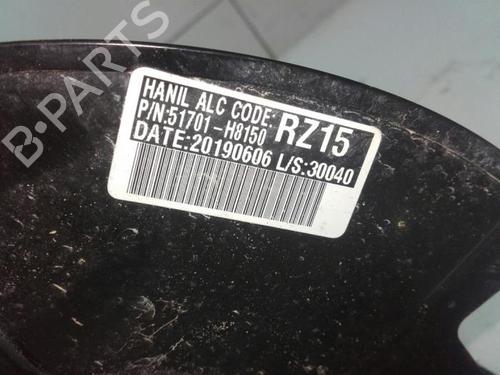 HANIL ALC CODE: RZ15
P/N:51701-H8150
DATE:20190606 L/S:30040
B-PARTS